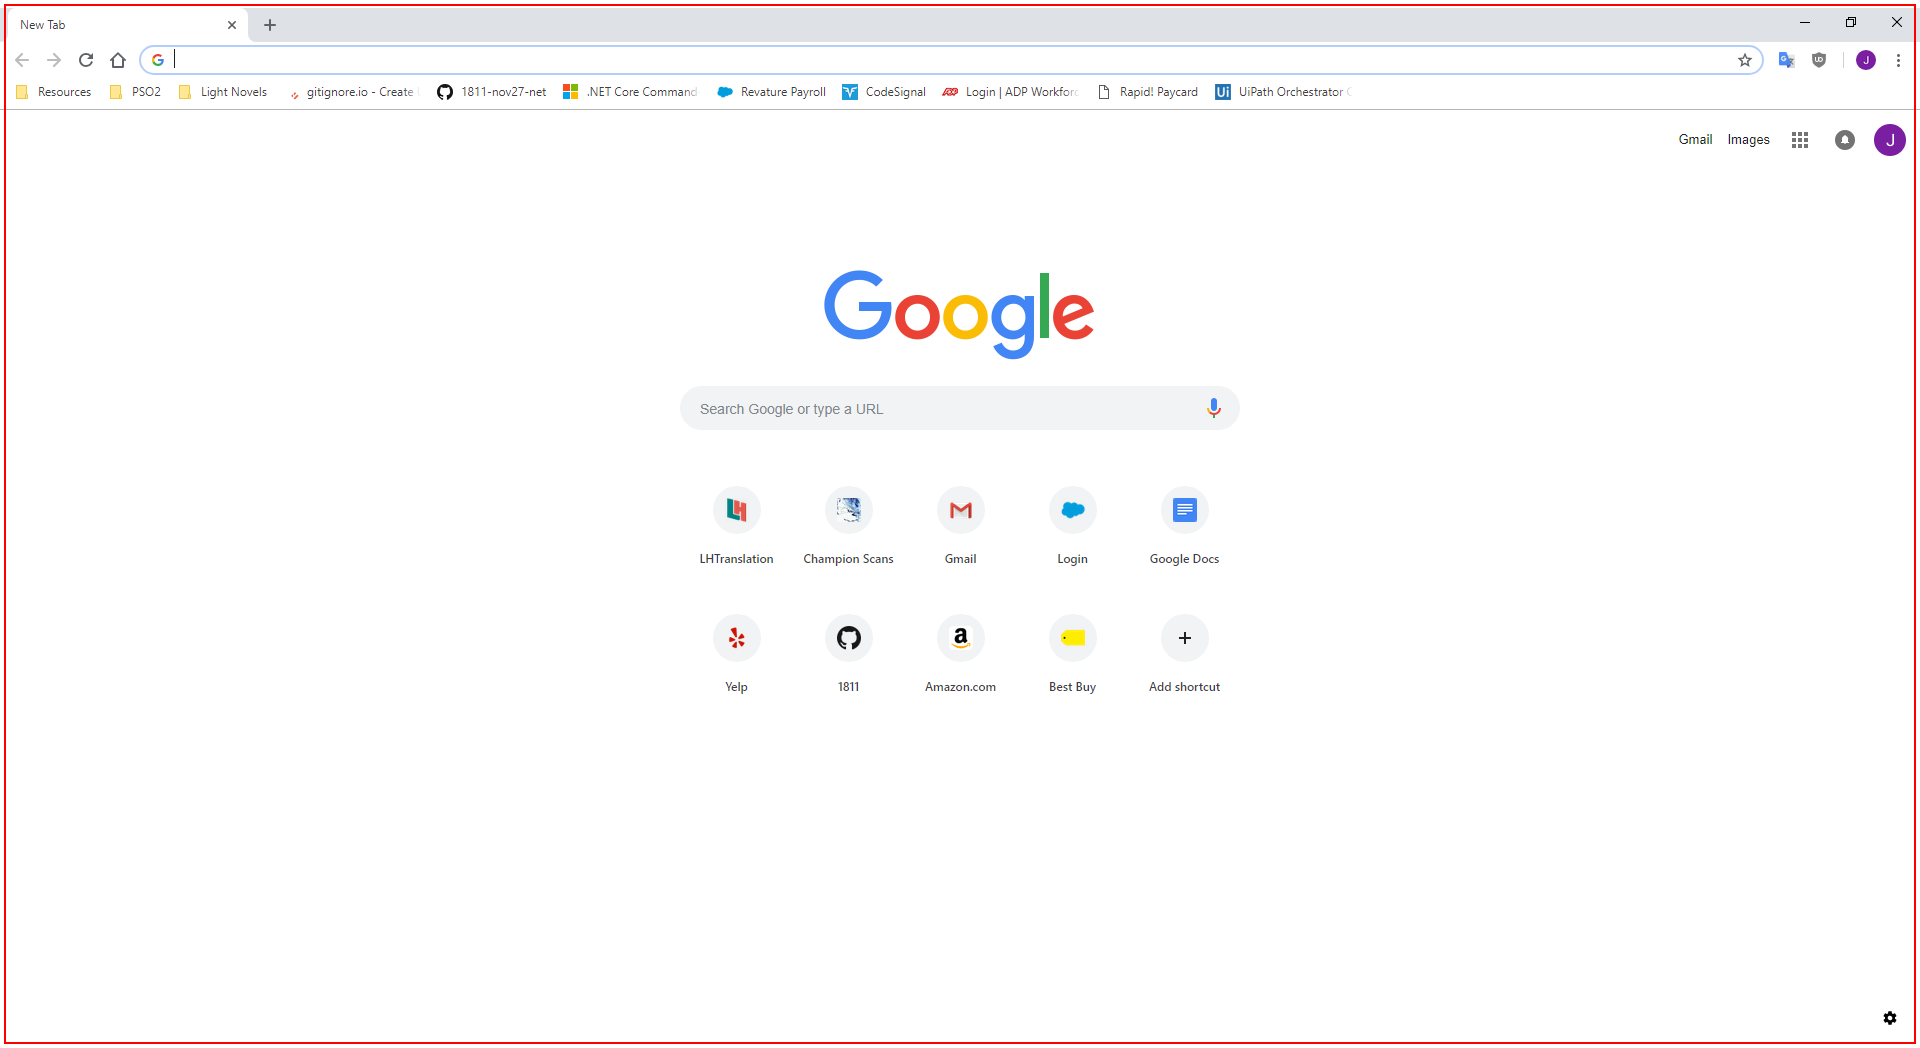 New Tab
Resources PSO2 Light Novels gitignore.io - Create 1811-nov27-net .NET Core Command Revature Payroll CodeSignal Login | ADP Workforc Rapid! Paycard UiPath Orchestrator
Gmail Images J
Google
Search Google or type a URL
LHTranslation Champion Scans Gmail Login Google Docs
Yelp 1811 Amazon.com Best Buy Add shortcut